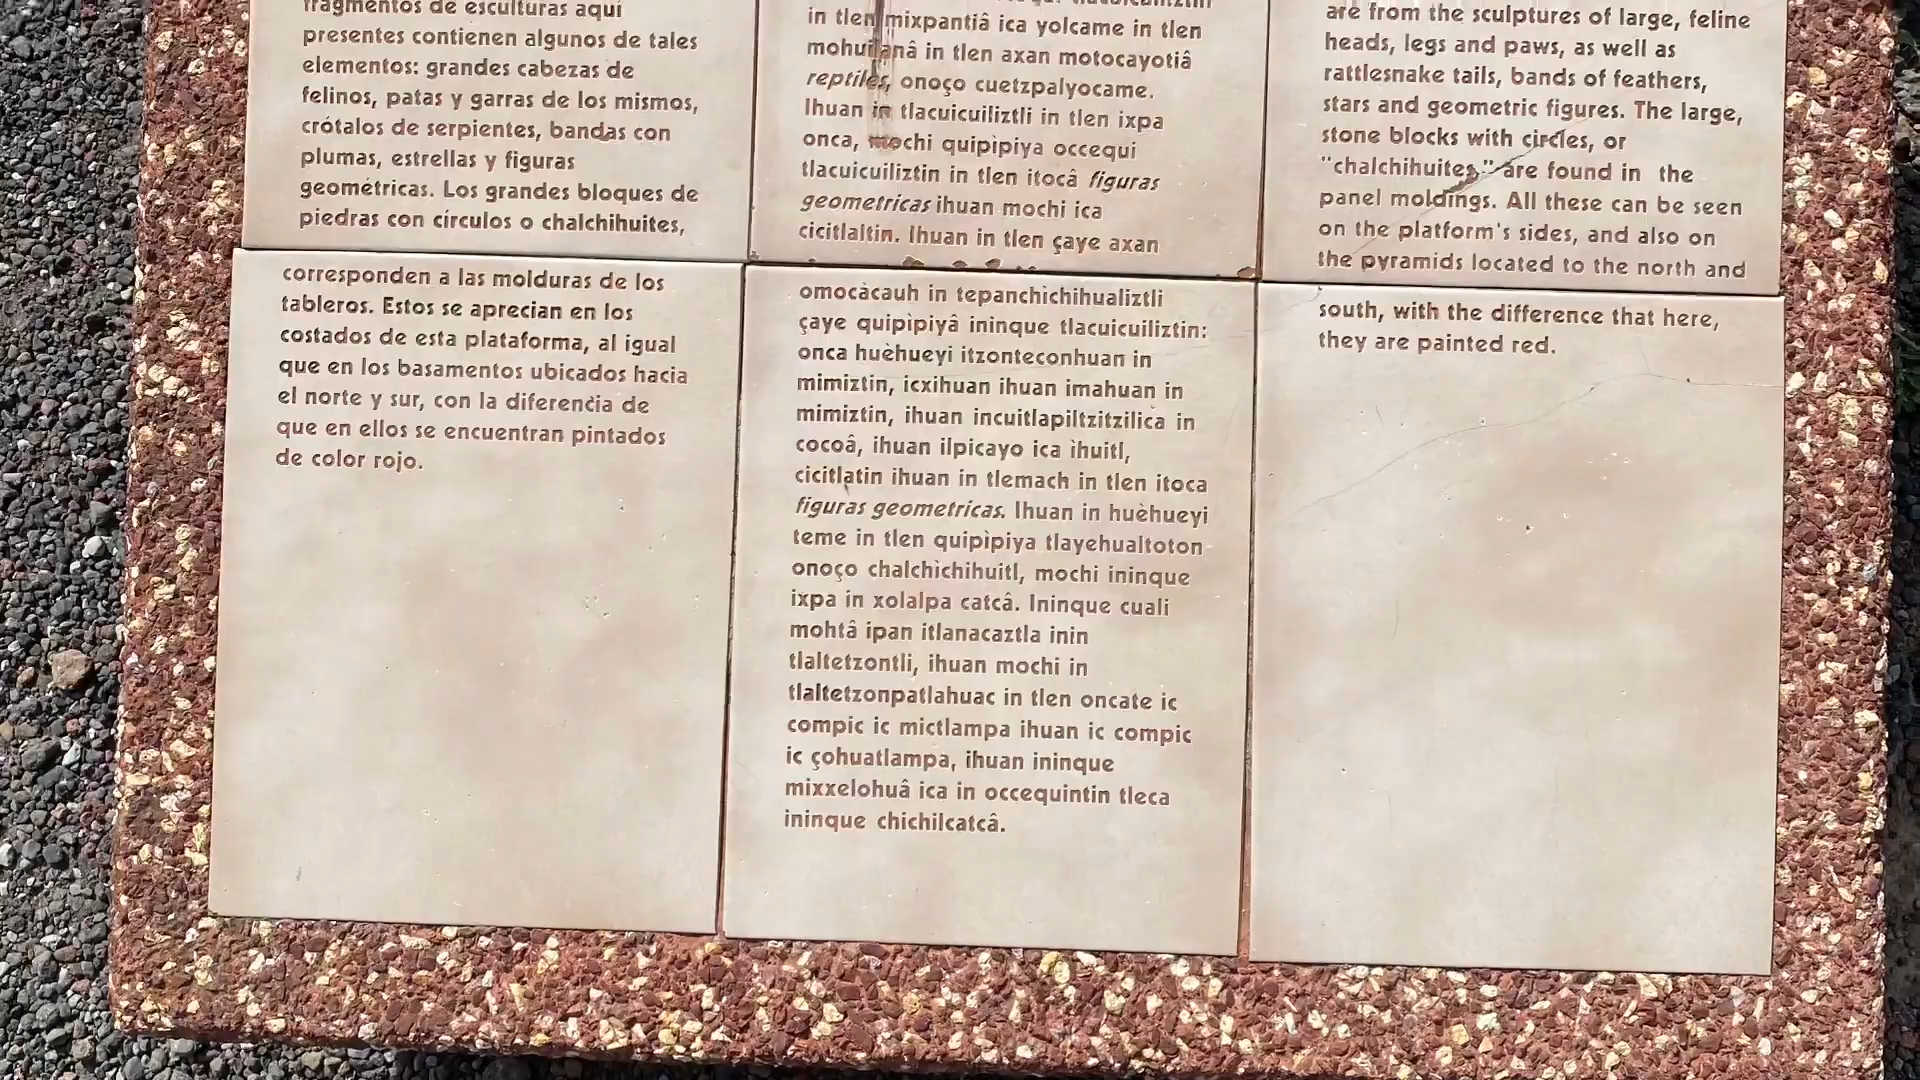 fragmentos de esculturas aquí
presentes contienen algunos de tales
elementos: grandes cabezas de
felinos, patas y garras de los mismos,
crótalos de serpientes, bandas con
plumas, estrellas y figuras
geométricas. Los grandes bloques de
piedras con círculos o chalchihuites,
corresponden a las molduras de los
tableros. Estos se aprecian en los
costados de esta plataforma, al igual
que en los basamentos ubicados hacia
el norte y sur, con la diferencia de
que en ellos se encuentran pintados
de color rojo.
in tlen mixpantiâ ica yolcame in tlen
mohuilanâ in tlen axan motocayotiâ
reptiles, onoço cuetzpalyocame.
Ihuan in tlacuicuiliztli in tlen ixpa
onca, mochi quipìpiya occequi
tlacuicuiliztin in tlen itocâ figuras
geometricas ihuan mochi ica
cicitlaltin. Ihuan in tlen çaye axan
omocàcauh in tepanchìchihualiztli
çaye quipìpiyâ ininque tlacuicuiliztin:
onca huèhueyi itzonteconhuan in
mimiztin, icxihuan ihuan imahuan in
mimiztin, ihuan incuitlapiltzitzilica in
cocoâ, ihuan ilpicayo ica ìhuitl,
cicitlatin ihuan in tlemach in tlen itoca
figuras geometricas. Ihuan in huèhueyi
teme in tlen quipìpiya tlayehualtoton
onoço chalchìchihuitl, mochi ininque
ixpa in xolalpa catcâ. Ininque cuali
mohtâ ipan itlanacaztla inin
tlaltetzontli, ihuan mochi in
tlaltetzonpatlahuac in tlen oncate ic
compic ic mictlampa ihuan ic compic
ic çohuatlampa, ihuan ininque
mixxelohuâ ica in occequintin tleca
ininque chichilcatcâ.
are from the sculptures of large, feline
heads, legs and paws, as well as
rattlesnake tails, bands of feathers,
stars and geometric figures. The large,
stone blocks with circles, or
"chalchihuites," are found in the
panel moldings. All these can be seen
on the platform's sides, and also on
the pyramids located to the north and
south, with the difference that here,
they are painted red.